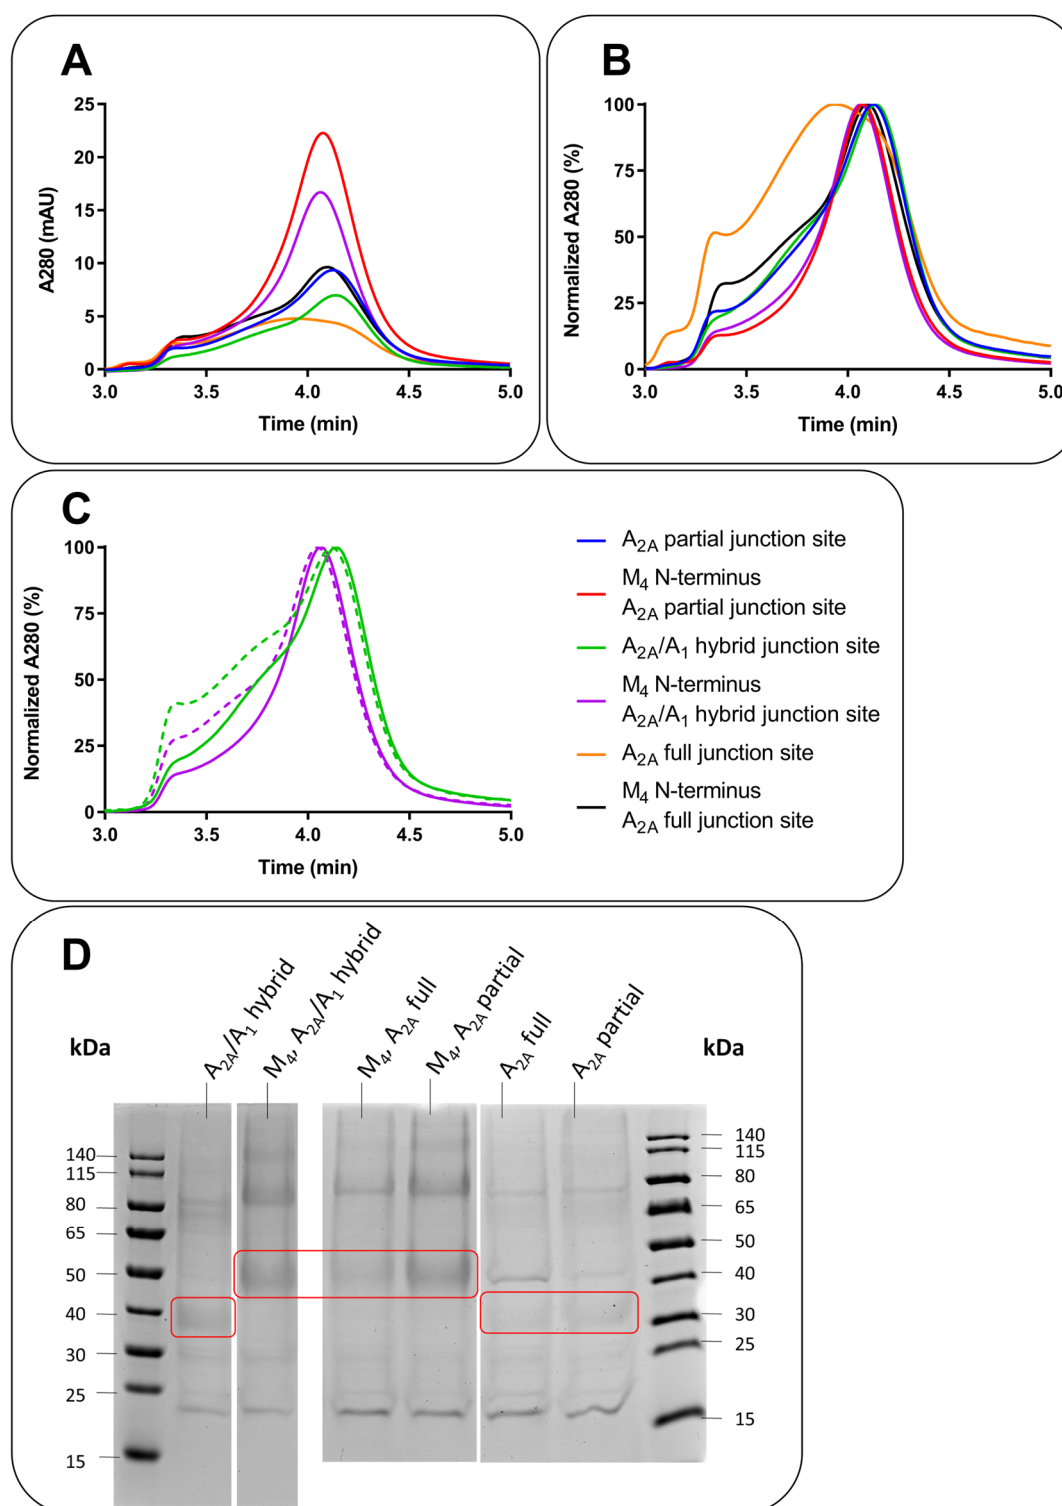 A
25
20
15
10
5
0
A280 (mAU)
3.0 3.5 4.0 4.5 5.0
Time (min)
B
100
75
50
25
0
Normalized A280 (%)
3.0 3.5 4.0 4.5 5.0
Time (min)
C
100
75
50
25
0
Normalized A280 (%)
3.0 3.5 4.0 4.5 5.0
Time (min)
A2A partial junction site
M4 N-terminus
A2A partial junction site
A2A/A1 hybrid junction site
M4 N-terminus
A2A/A1 hybrid junction site
A2A full junction site
M4 N-terminus
A2A full junction site
D
A2A/A1 hybrid
M4, A2A/A1 hybrid
M4, A2A full
M4, A2A partial
A2A full
A2A partial
kDa
140
115
80
65
50
40
30
25
15
kDa
140
115
80
65
50
40
30
25
15